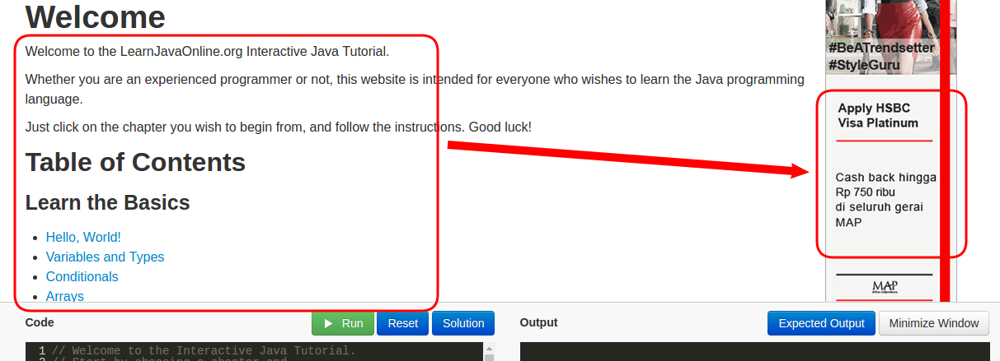 Welcome
Welcome to the LearnJavaOnline.org Interactive Java Tutorial.
Whether you are an experienced programmer or not, this website is intended for everyone who wishes to learn the Java programming
language.
Just click on the chapter you wish to begin from, and follow the instructions. Good luck!
Table of Contents
Learn the Basics
Hello, World!
Variables and Types
Conditionals
Arrays
#BeATrendsetter
#StyleGuru
Apply HSBC
Visa Platinum
Cash back hingga
Rp 750 ribu
di seluruh gerai
MAP
MAP
Code
Run
Reset
Solution
Output
Expected Output
Minimize Window
1 // Welcome to the Interactive Java Tutorial.
2 // Start by choosing a chapter and